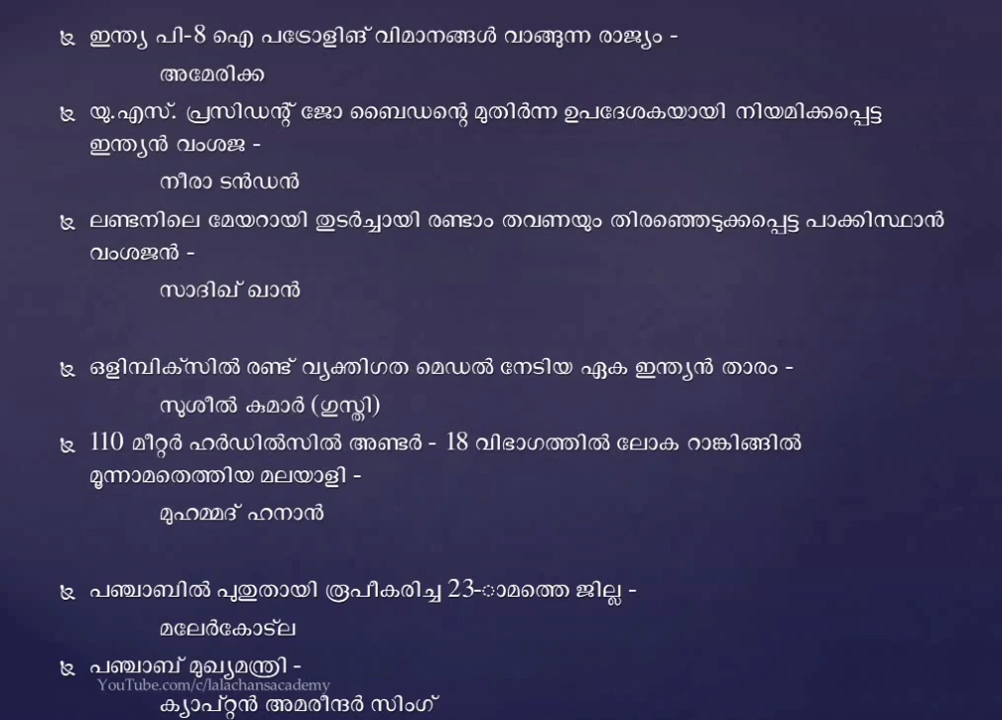 ഇന്ത്യ പി-8 ഐ പട്രോളിങ് വിമാനങ്ങൾ വാങ്ങുന്ന രാജ്യം -
അമേരിക്ക
യു.എസ്. പ്രസിഡന്റ് ജോ ബൈഡന്റെ മുതിർന്ന ഉപദേശകയായി നിയമിക്കപ്പെട്ട
ഇന്ത്യൻ വംശജ -
നീരാ ടൻഡൻ
ലണ്ടനിലെ മേയറായി തുടർച്ചായി രണ്ടാം തവണയും തിരഞ്ഞെടുക്കപ്പെട്ട പാക്കിസ്ഥാൻ
വംശജൻ -
സാദിഖ് ഖാൻ
ഒളിമ്പിക്സിൽ രണ്ട് വ്യക്തിഗത മെഡൽ നേടിയ ഏക ഇന്ത്യൻ താരം -
സുശീൽ കുമാർ (ഗുസ്തി)
110 മീറ്റർ ഹർഡിൽസിൽ അണ്ടർ - 18 വിഭാഗത്തിൽ ലോക റാങ്കിങ്ങിൽ
മൂന്നാമതെത്തിയ മലയാളി -
മുഹമ്മദ് ഹനാൻ
പഞ്ചാബിൽ പുതുതായി രൂപീകരിച്ച 23-ാമത്തെ ജില്ല -
മലേർകോട്ല
പഞ്ചാബ് മുഖ്യമന്ത്രി -
YouTube.com/c/lalachansacademy
ക്യാപ്റ്റൻ അമരീന്ദർ സിംഗ്